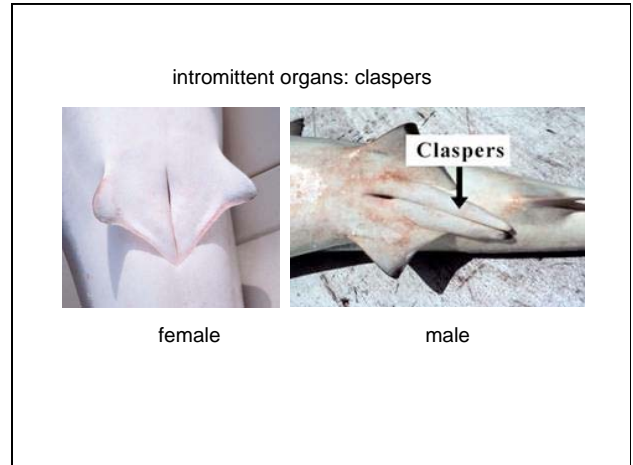 intromittent organs: claspers
Claspers
female
male